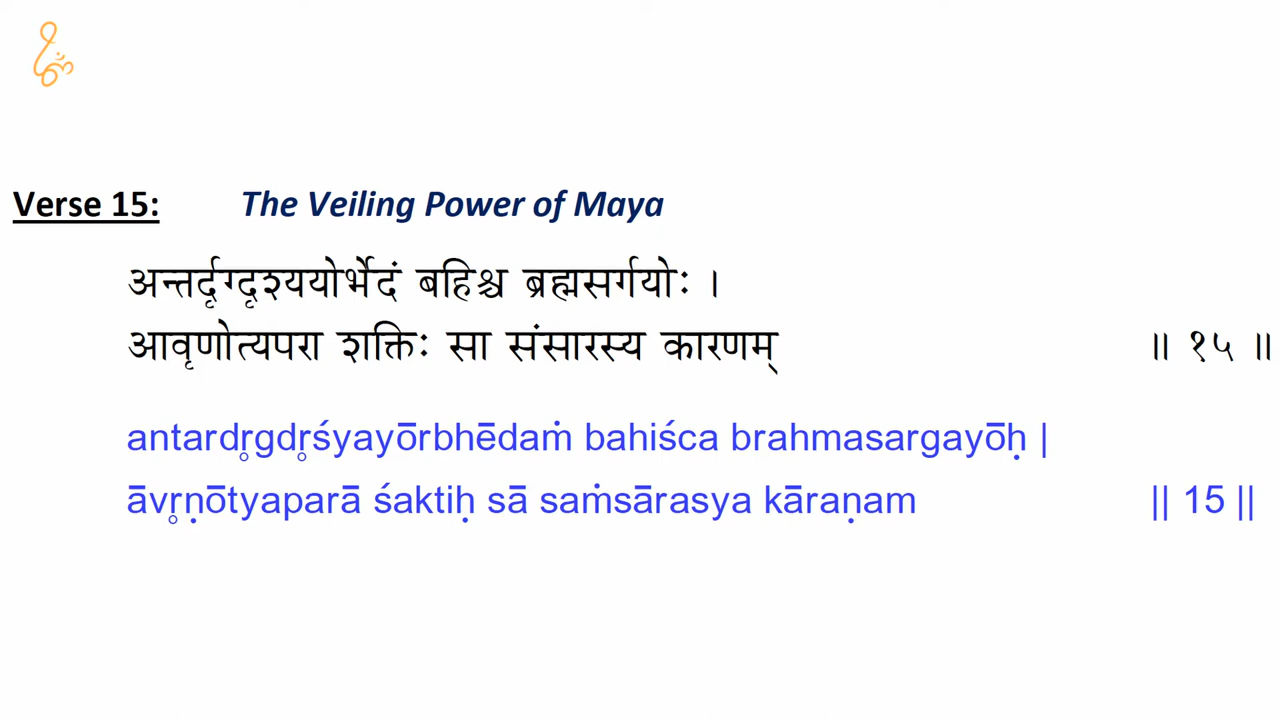 Verse 15: The Veiling Power of Maya
अन्तर्दृग्दृश्ययोर्भेदं बहिश्च ब्रह्मसर्गयोः ।
आवृणोत्यपरा शक्तिः सा संसारस्य कारणम् ॥ १५ ॥
antardr̥gdr̥śyayōrbhēdaṁ bahiśca brahmasargayōḥ |
āvr̥ṇōtyaparā śaktiḥ sā saṁsārasya kāraṇam || 15 ||